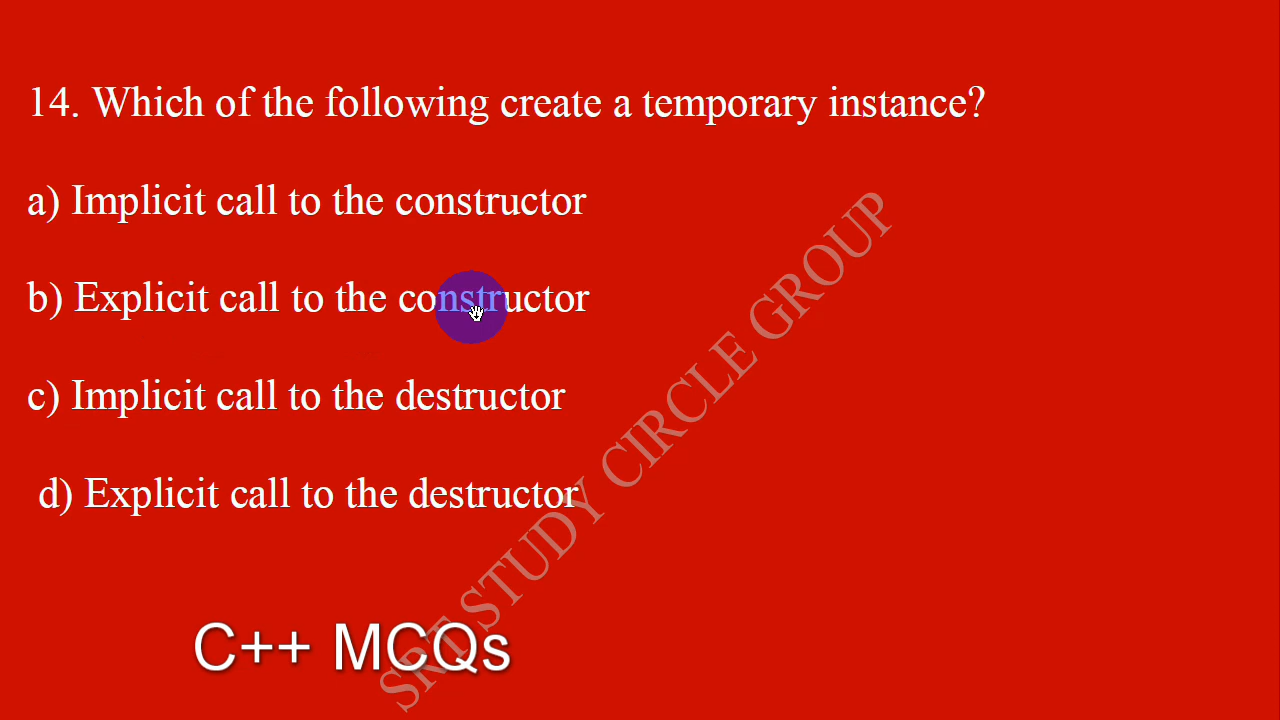 14. Which of the following create a temporary instance?
a) Implicit call to the constructor
b) Explicit call to the constructor
c) Implicit call to the destructor
d) Explicit call to the destructor
SRT STUDY CIRCLE GROUP
C++ MCQs